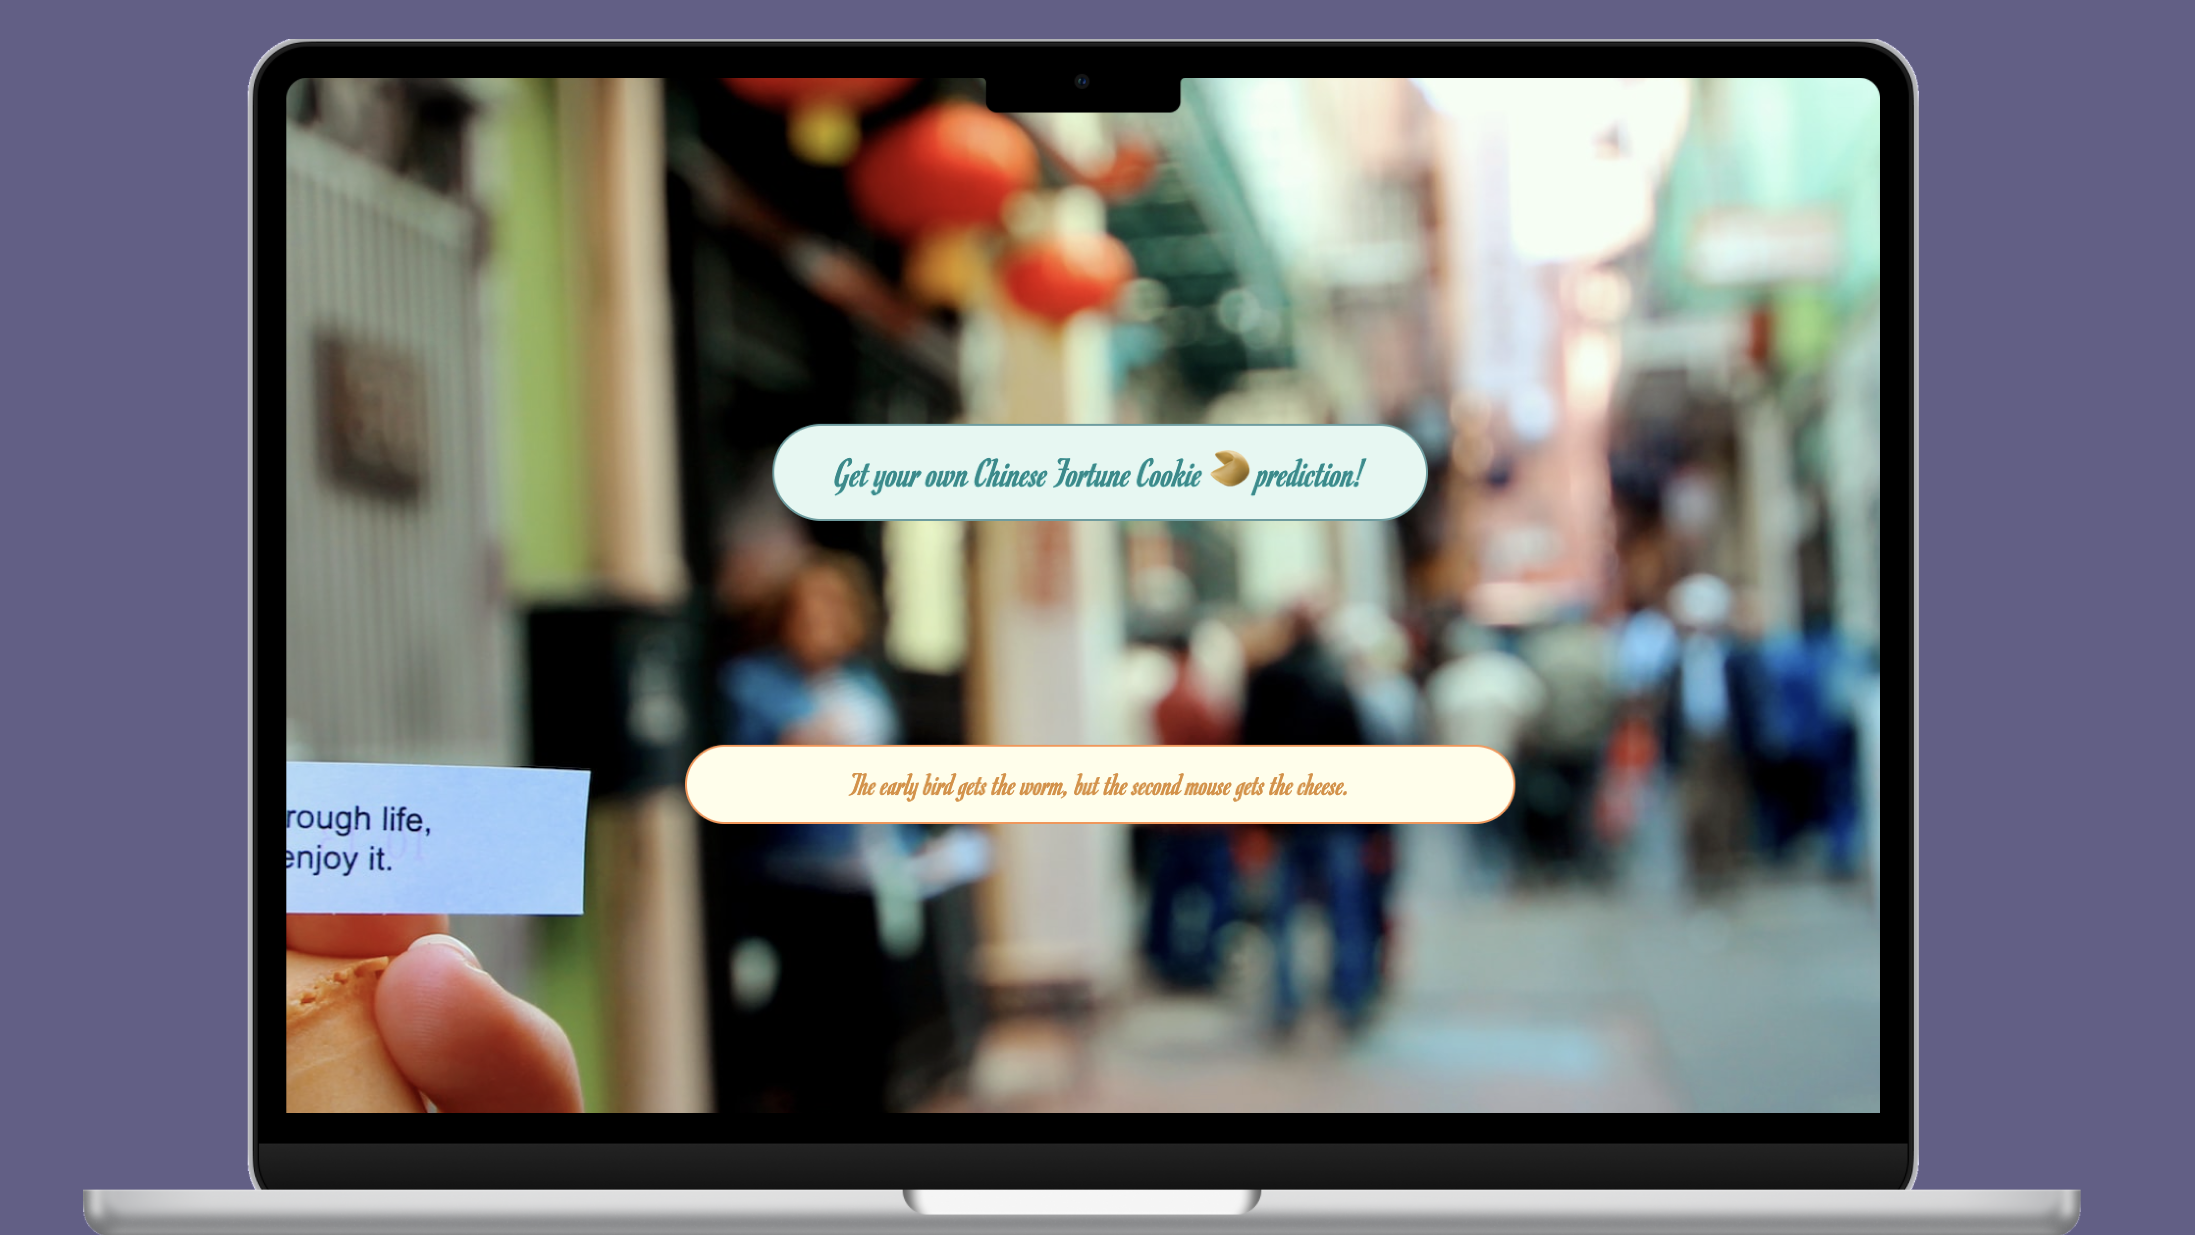 Get your own Chinese Fortune Cookie 🥠 prediction!
The early bird gets the worm, but the second mouse gets the cheese.
rough life,
enjoy it.